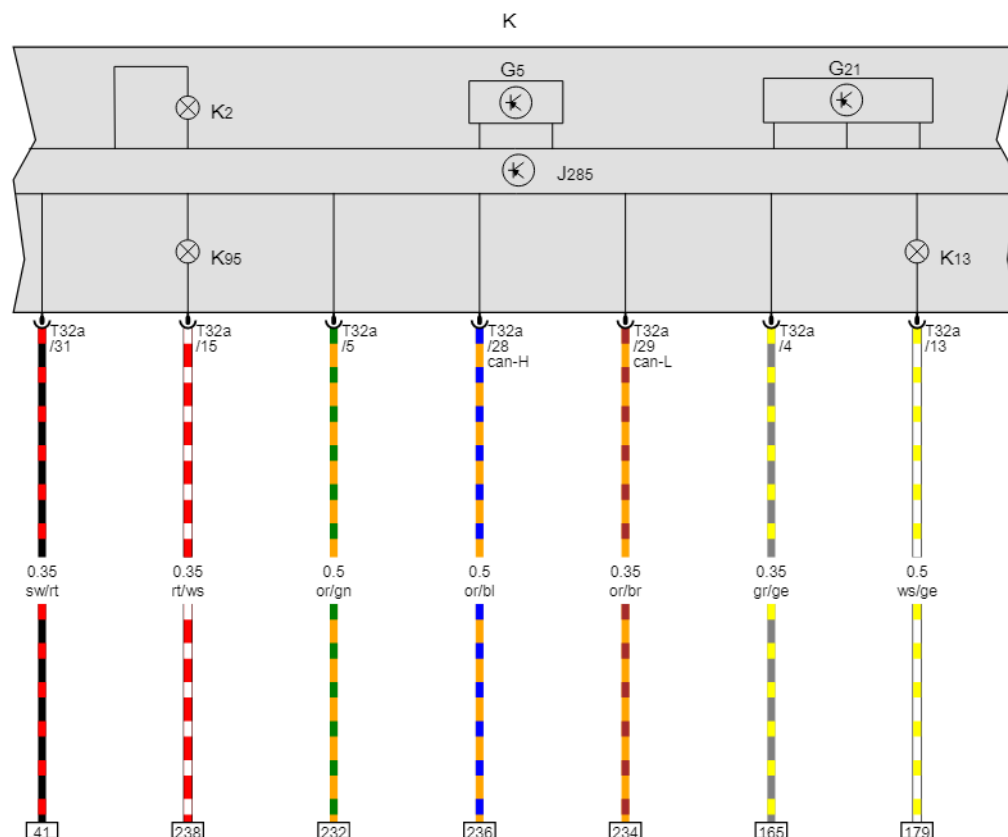 K
G5
G21
K2
J285
K95
K13
T32a
/31
T32a
/15
T32a
/5
T32a
/28
can-H
T32a
/29
can-L
T32a
/4
T32a
/13
0.35
sw/rt
0.35
rt/ws
0.5
or/gn
0.5
or/bl
0.35
or/br
0.35
gr/ge
0.5
ws/ge
41
238
232
236
234
165
179